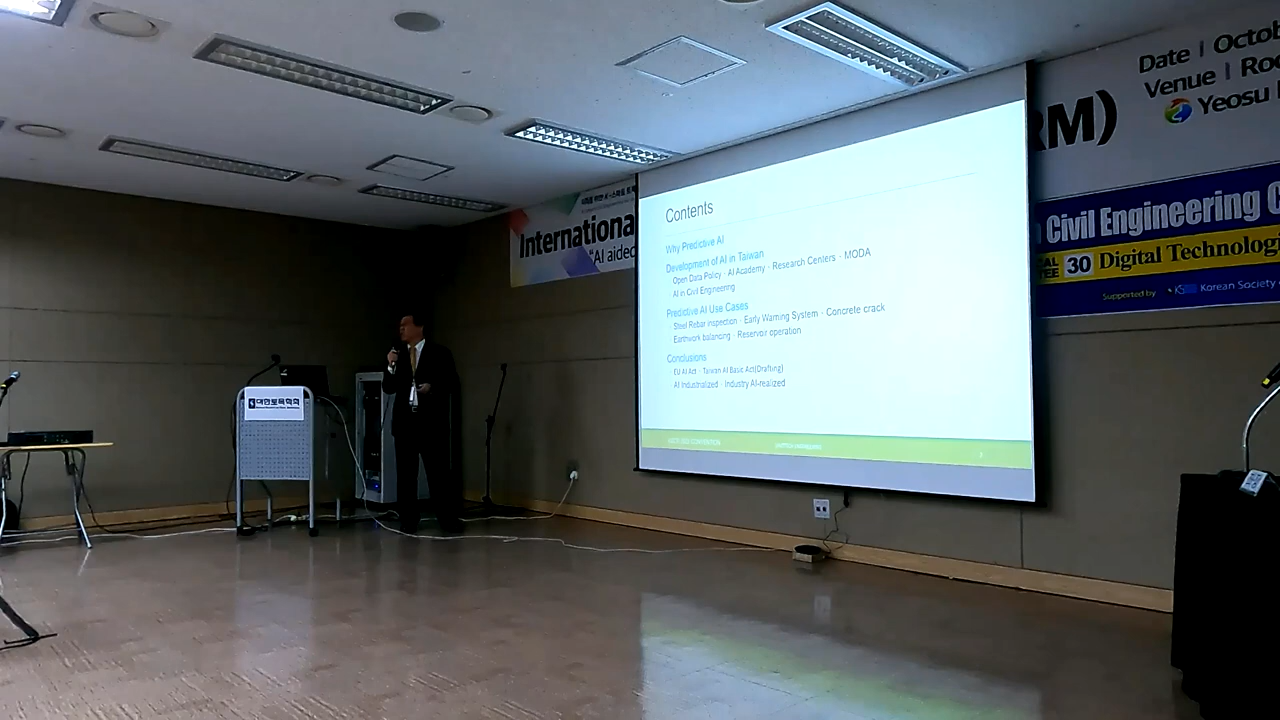 Date | Octob
Venue | Roo
Yeosu
RM)
Civil Engineering C
30 Digital Technologi
Supported by Korean Society
Internationa
"AI aided
Contents
Why Predictive AI
Development of AI in Taiwan
Open Data Policy · AI Academy · Research Centers · MODA
AI in Civil Engineering
Predictive AI Use Cases
Steel Rebar inspection · Early Warning System · Concrete crack
Earthwork balancing · Reservoir operation
Conclusions
EU AI Act · Taiwan AI Basic Act(Drafting)
AI Industrialized · Industry AI-realized
대한토목학회